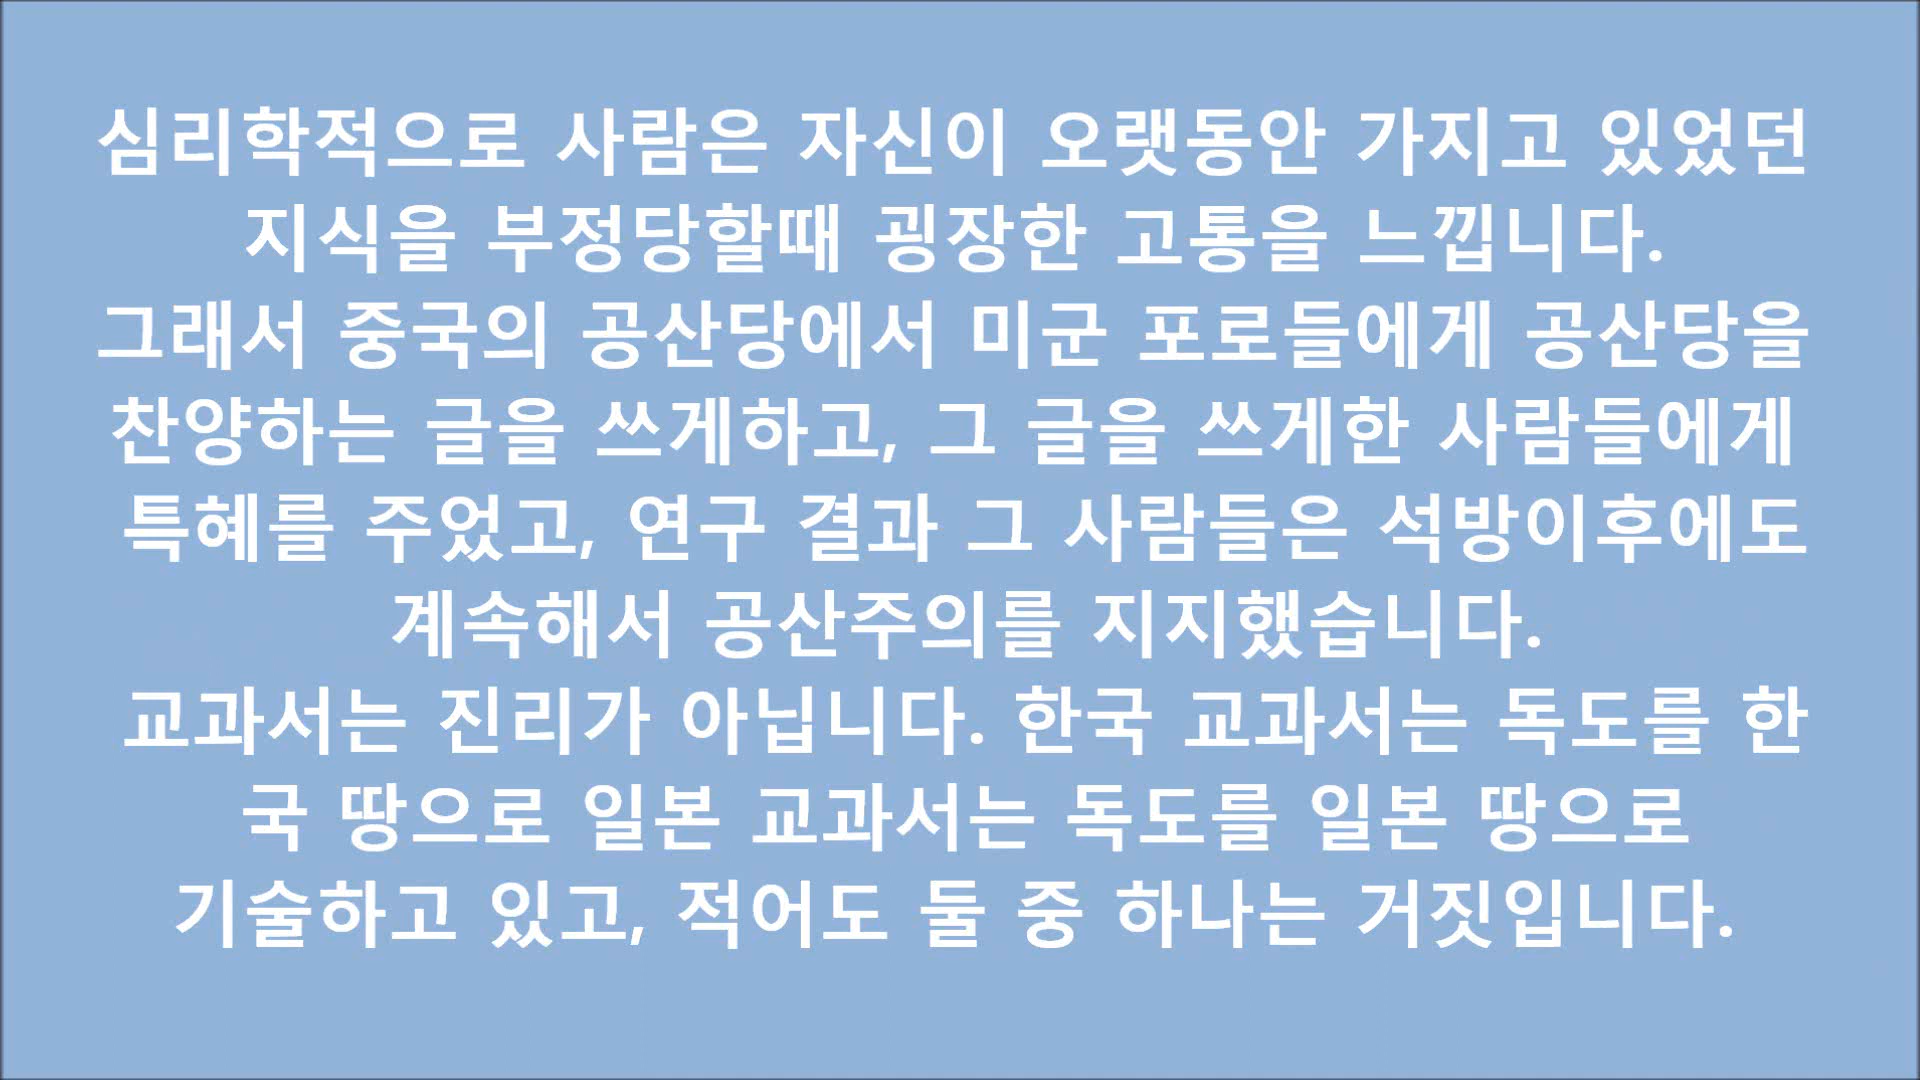 심리학적으로 사람은 자신이 오랫동안 가지고 있었던
지식을 부정당할때 굉장한 고통을 느낍니다.
그래서 중국의 공산당에서 미군 포로들에게 공산당을
찬양하는 글을 쓰게하고, 그 글을 쓰게한 사람들에게
특혜를 주었고, 연구 결과 그 사람들은 석방이후에도
계속해서 공산주의를 지지했습니다.
교과서는 진리가 아닙니다. 한국 교과서는 독도를 한
국 땅으로 일본 교과서는 독도를 일본 땅으로
기술하고 있고, 적어도 둘 중 하나는 거짓입니다.